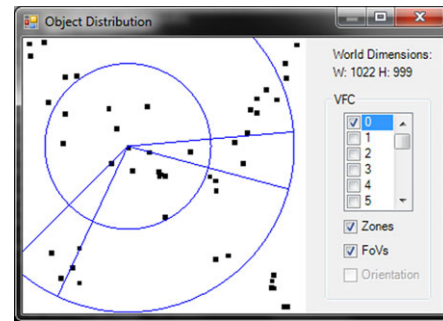 Object Distribution
World Dimensions:
W: 1022 H: 999
VFC
0
1
2
3
4
5
Zones
FoVs
Orientation